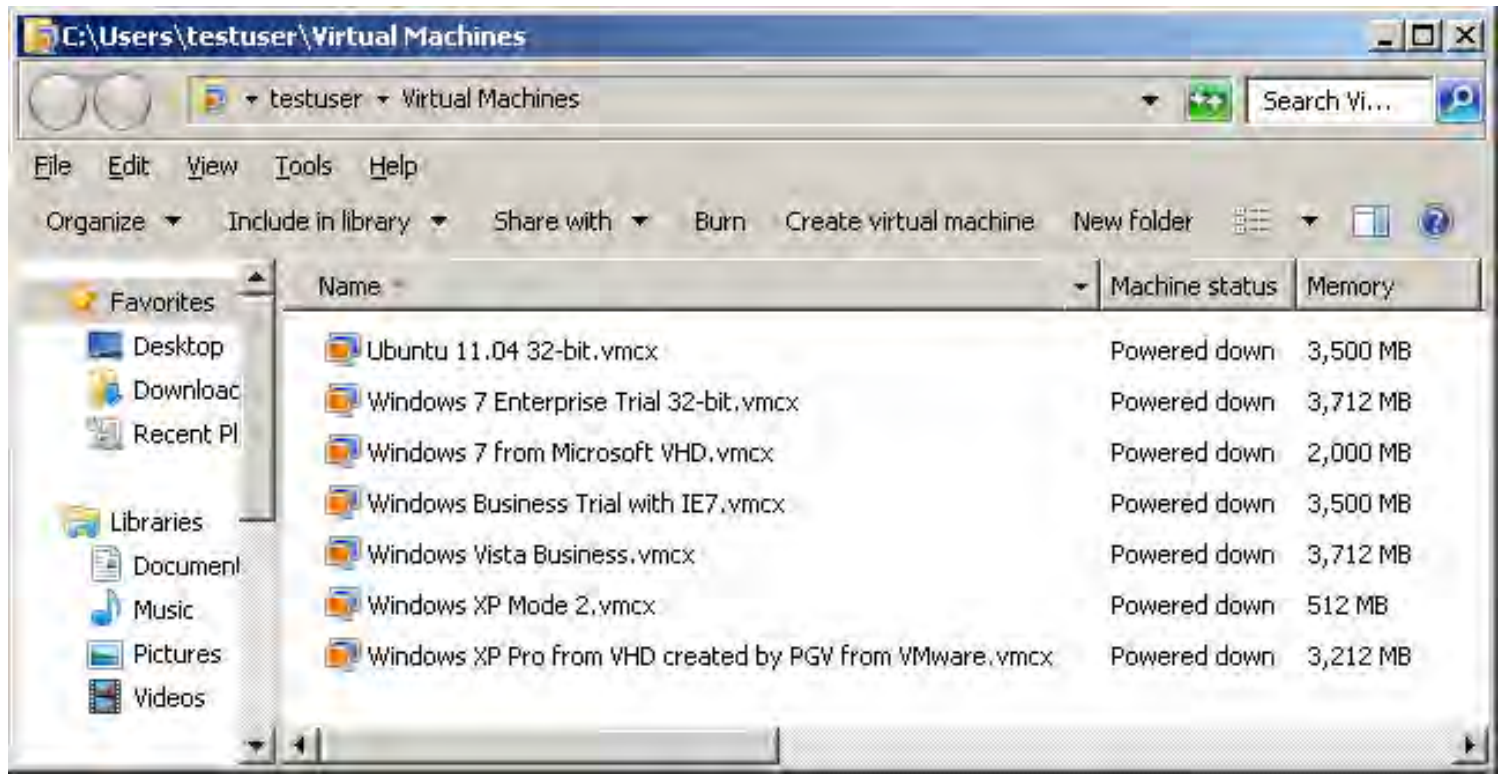 C:\Users\testuser\Virtual Machines
testuser Virtual Machines
Search Vi...
File Edit View Tools Help
Organize Include in library Share with Burn Create virtual machine New folder
Name Machine status Memory
Favorites
Desktop
Downloac
Recent Pl
Libraries
Document
Music
Pictures
Videos
Ubuntu 11.04 32-bit.vmcx Powered down 3,500 MB
Windows 7 Enterprise Trial 32-bit.vmcx Powered down 3,712 MB
Windows 7 from Microsoft VHD.vmcx Powered down 2,000 MB
Windows Business Trial with IE7.vmcx Powered down 3,500 MB
Windows Vista Business.vmcx Powered down 3,712 MB
Windows XP Mode 2.vmcx Powered down 512 MB
Windows XP Pro from VHD created by PGV from VMware.vmcx Powered down 3,212 MB